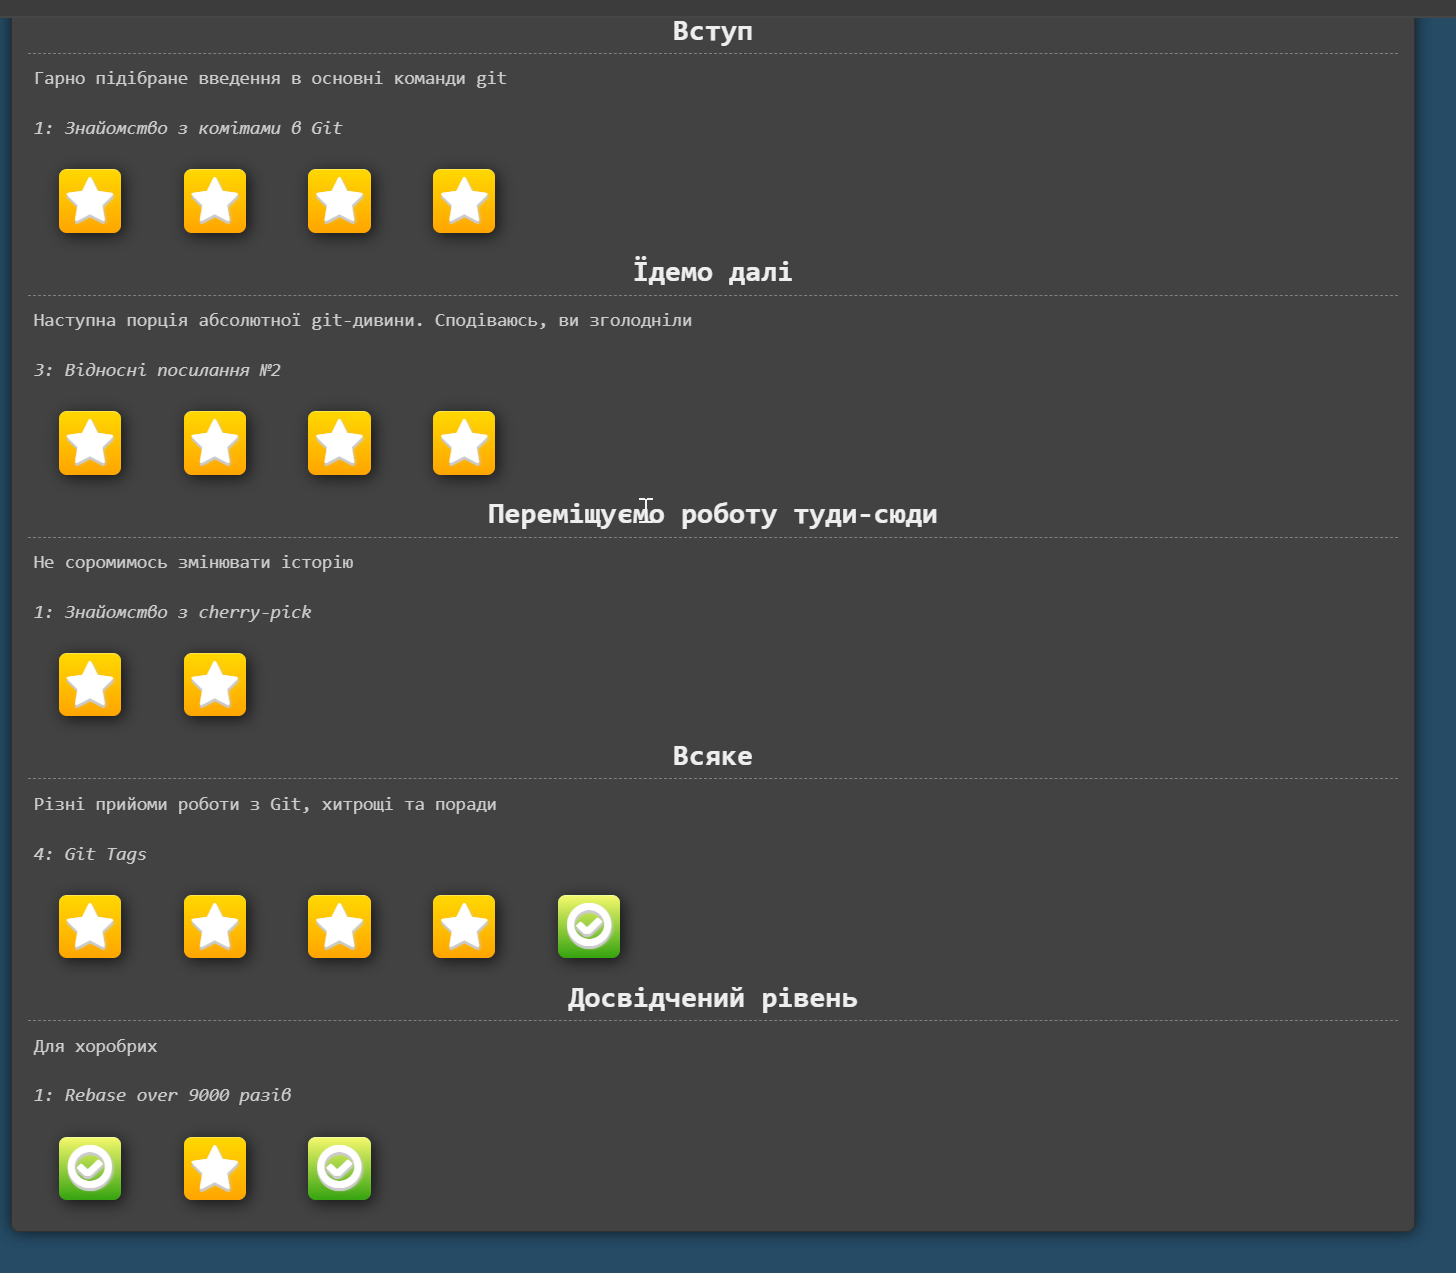 Вступ
Гарно підібране введення в основні команди git
1: Знайомство з комітами в Git
Їдемо далі
Наступна порція абсолютної git-дивини. Сподіваюсь, ви зголодніли
3: Відносні посилання №2
Переміщуємо роботу туди-сюди
Не соромимось змінювати історію
1: Знайомство з cherry-pick
Всяке
Різні прийоми роботи з Git, хитрощі та поради
4: Git Tags
Досвідчений рівень
Для хоробрих
1: Rebase over 9000 разів